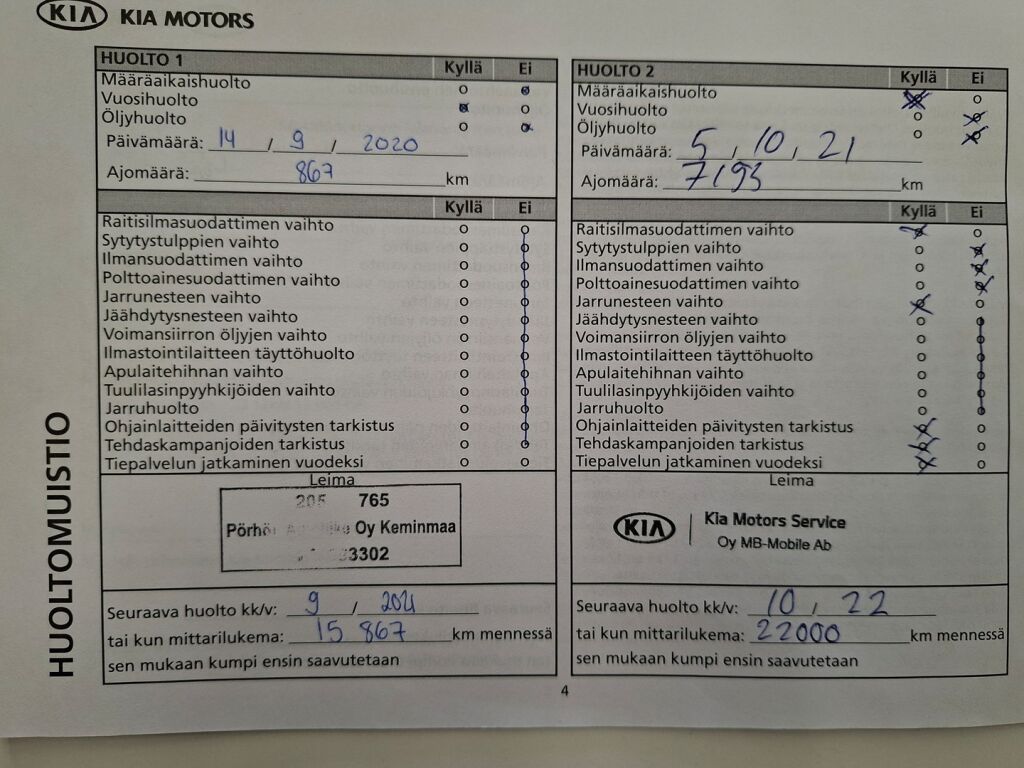 KIA KIA MOTORS
HUOLTOMUISTIO
HUOLTO 1 Kyllä Ei
Määräaikaishuolto
Vuosihuolto
Öljyhuolto
Päivämäärä: 14 / 9 / 2020
Ajomäärä: 867 km
Kyllä Ei
Raitisilmasuodattimen vaihto
Sytytystulppien vaihto
Ilmansuodattimen vaihto
Polttoainesuodattimen vaihto
Jarrunesteen vaihto
Jäähdytysnesteen vaihto
Voimansiirron öljyjen vaihto
Ilmastointilaitteen täyttöhuolto
Apulaitehihnan vaihto
Tuulilasinpyyhkijöiden vaihto
Jarruhuolto
Ohjainlaitteiden päivitysten tarkistus
Tehdaskampanjoiden tarkistus
Tiepalvelun jatkaminen vuodeksi
Leima
205 765
Oy Keminmaa
3302
Seuraava huolto kk/v: 9 / 2021
tai kun mittarilukema: 15 867 km mennessä
sen mukaan kumpi ensin saavutetaan
HUOLTO 2 Kyllä Ei
Määräaikaishuolto
Vuosihuolto
Öljyhuolto
Päivämäärä: 5 / 10 / 21
Ajomäärä: 7193 km
Kyllä Ei
Raitisilmasuodattimen vaihto
Sytytystulppien vaihto
Ilmansuodattimen vaihto
Polttoainesuodattimen vaihto
Jarrunesteen vaihto
Jäähdytysnesteen vaihto
Voimansiirron öljyjen vaihto
Ilmastointilaitteen täyttöhuolto
Apulaitehihnan vaihto
Tuulilasinpyyhkijöiden vaihto
Jarruhuolto
Ohjainlaitteiden päivitysten tarkistus
Tehdaskampanjoiden tarkistus
Tiepalvelun jatkaminen vuodeksi
Leima
KIA Kia Motors Service
Oy MB-Mobile Ab
Seuraava huolto kk/v: 10 / 22
tai kun mittarilukema: 22000 km mennessä
sen mukaan kumpi ensin saavutetaan
4